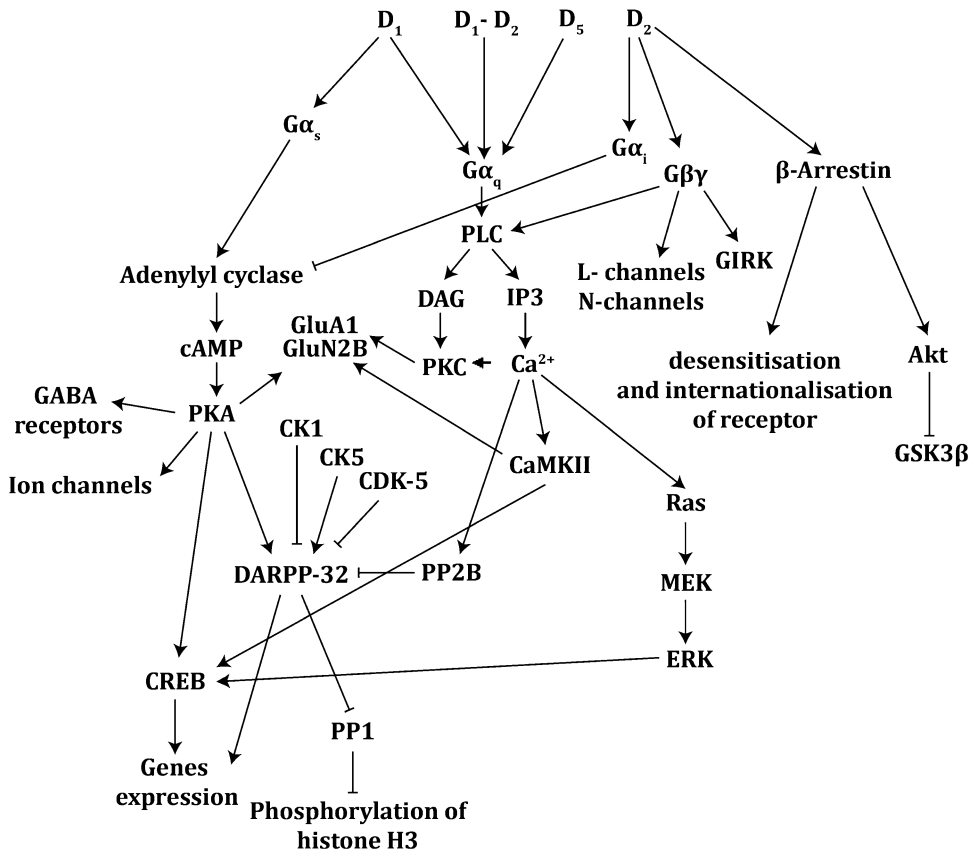 D₁
D₁- D₂
D₅
D₂
Gαₛ
Gα_q
Gαᵢ
Gβγ
β-Arrestin
PLC
Adenylyl cyclase
L- channels
N-channels
GIRK
DAG
IP3
cAMP
GluA1
GluN2B
PKC
Ca²⁺
desensitisation
and internationalisation
of receptor
Akt
GABA
receptors
PKA
CK1
CK5
CDK-5
CaMKII
GSK3β
Ion channels
Ras
DARPP-32
PP2B
MEK
CREB
ERK
PP1
Genes
expression
Phosphorylation of
histone H3